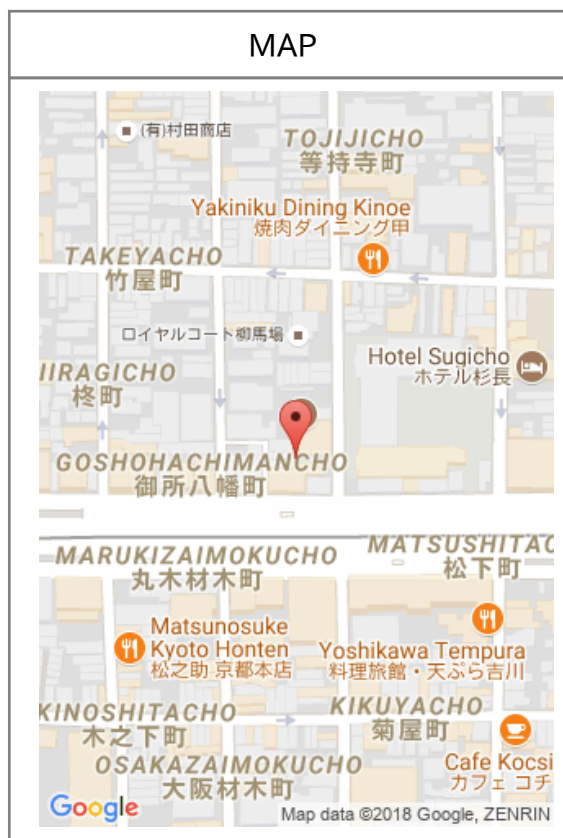 MAP
(有)村田商店
TOJIJICHO
等持寺町
Yakiniku Dining Kinoe
焼肉ダイニング甲
TAKEYACHO
竹屋町
ロイヤルコート柳馬場
Hotel Sugicho
ホテル杉長
IIRAGICHO
柊町
GOSHOHACHIMANCHO
御所八幡町
MARUKIZAIMOKUCHO
丸木材木町
MATSUSHITAC
松下町
Matsunosuke
Kyoto Honten
松之助 京都本店
Yoshikawa Tempura
料理旅館・天ぷら吉川
KINOSHITACHO
木之下町
KIKUYACHO
菊屋町
OSAKAZAIMOKUCHO
大阪材木町
Cafe Kocsi
カフェ コチ
Google
Map data ©2018 Google, ZENRIN